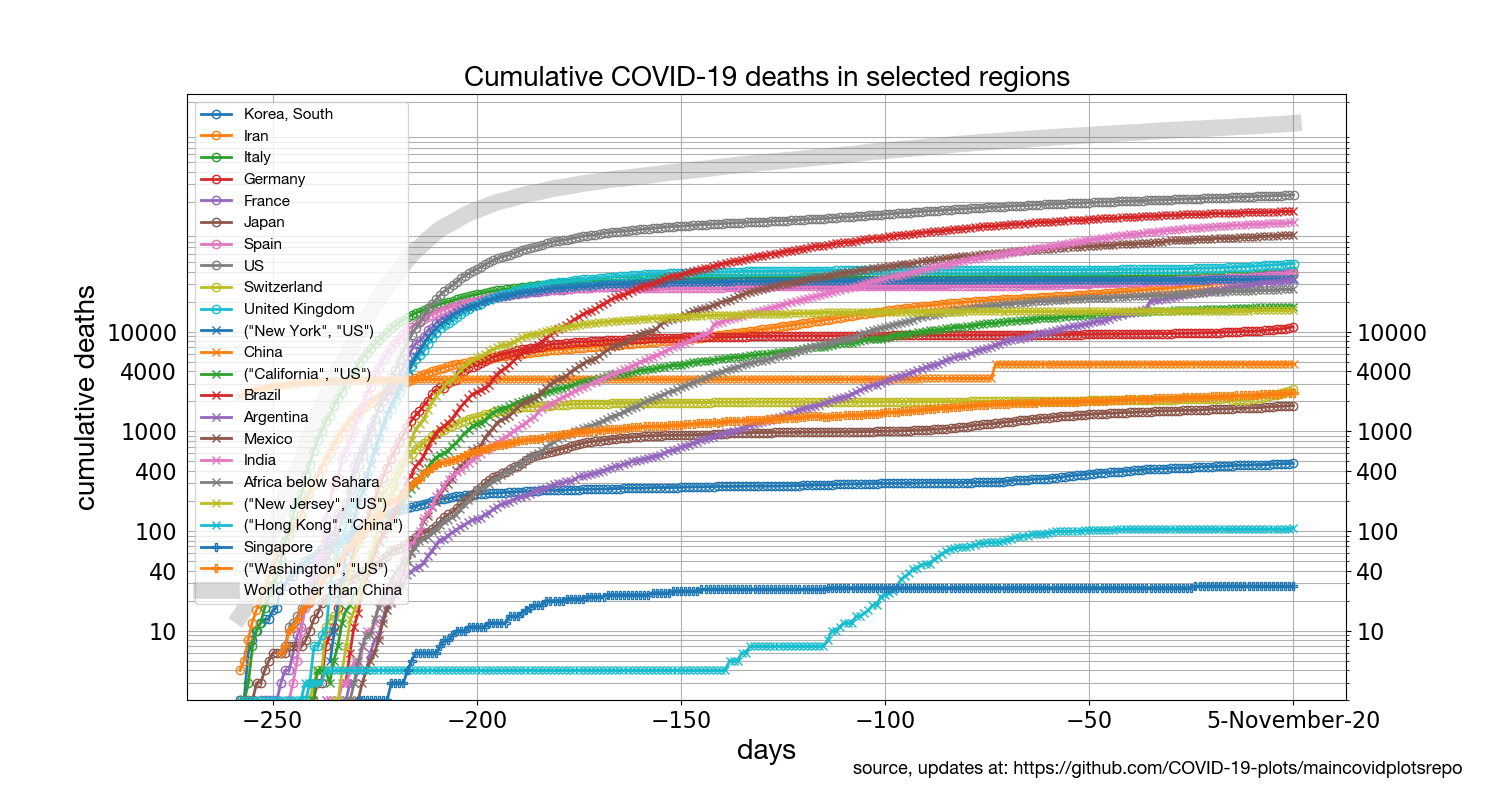 Cumulative COVID-19 deaths in selected regions
Korea, South
Iran
Italy
Germany
France
Japan
Spain
US
Switzerland
United Kingdom
("New York", "US")
China
("California", "US")
Brazil
Argentina
Mexico
India
Africa below Sahara
("New Jersey", "US")
("Hong Kong", "China")
Singapore
("Washington", "US")
World other than China
cumulative deaths
10000
4000
1000
400
100
40
10
10000
4000
1000
400
100
40
10
−250
−200
−150
−100
−50
5-November-20
days
source, updates at: https://github.com/COVID-19-plots/maincovidplotsrepo